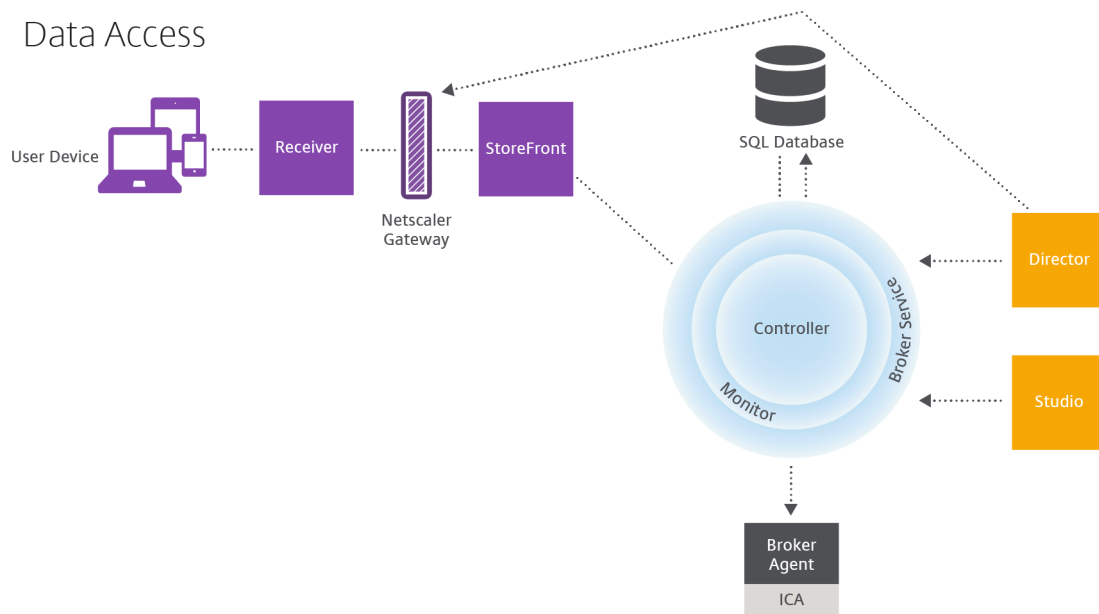 Data Access
User Device
Receiver
Netscaler
Gateway
StoreFront
SQL Database
Controller
Monitor
Broker Service
Director
Studio
Broker
Agent
ICA